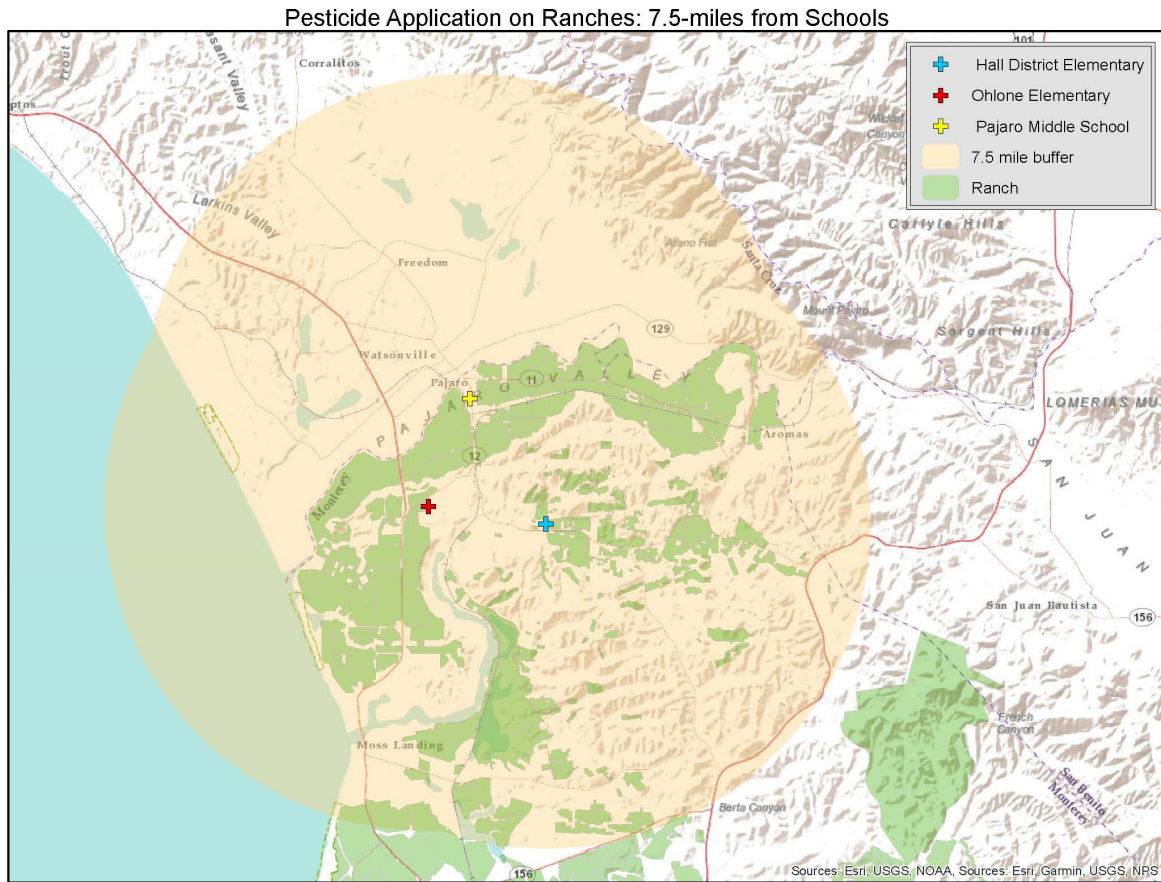 Pesticide Application on Ranches: 7.5-miles from Schools
Corralitos
101
Hall District Elementary
Ohlone Elementary
Pajaro Middle School
7.5 mile buffer
Ranch
Larkins Valley
Freedom
Carlyle Hills
Santa Cruz
Mount Pajaro
129
Sargent Hills
Watsonville
Pajaro
11
PAJARO VALLEY
LOMERIAS MU
Aromas
12
SAN JUAN
Monterey
San Juan Bautista
156
French
Canyon
Moss Landing
San Benito
Monterey
Berta Canyon
156
Sources: Esri, USGS, NOAA, Sources: Esri, Garmin, USGS, NPS